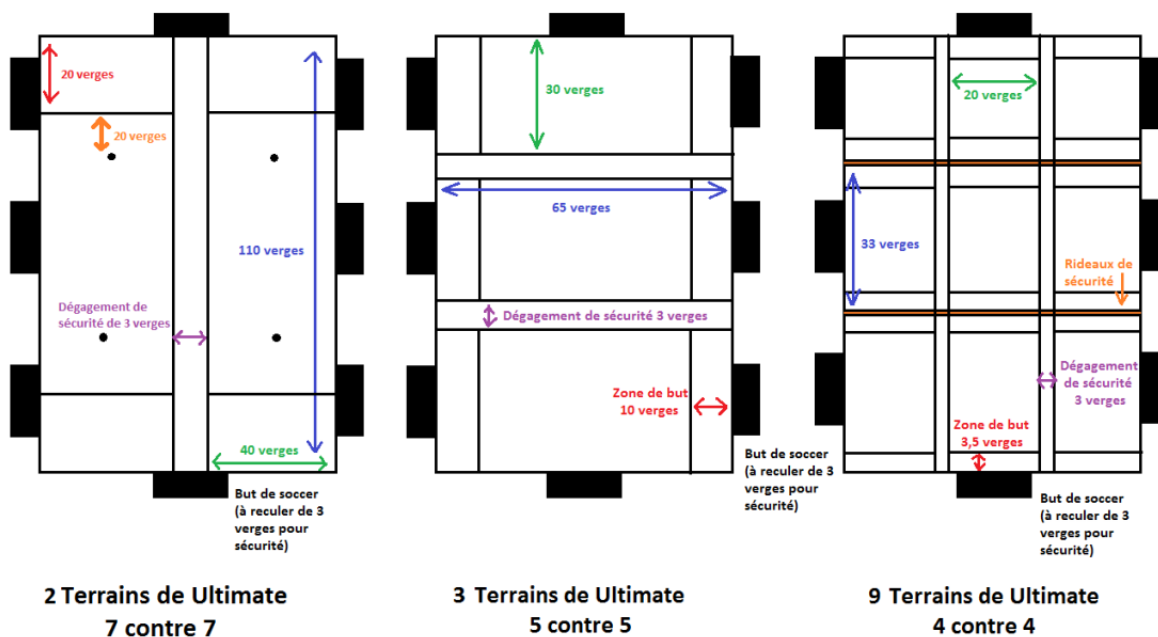 20 verges
20 verges
110 verges
Dégagement de
sécurité de 3 verges
40 verges
But de soccer
(à reculer de 3
verges pour
sécurité)
2 Terrains de Ultimate
7 contre 7
30 verges
65 verges
Dégagement de sécurité 3 verges
Zone de but
10 verges
But de soccer
(à reculer de 3
verges pour
sécurité)
3 Terrains de Ultimate
5 contre 5
20 verges
33 verges
Rideaux de
sécurité
Dégagement
de sécurité
3 verges
Zone de but
3,5 verges
But de soccer
(à reculer de 3
verges pour
sécurité)
9 Terrains de Ultimate
4 contre 4